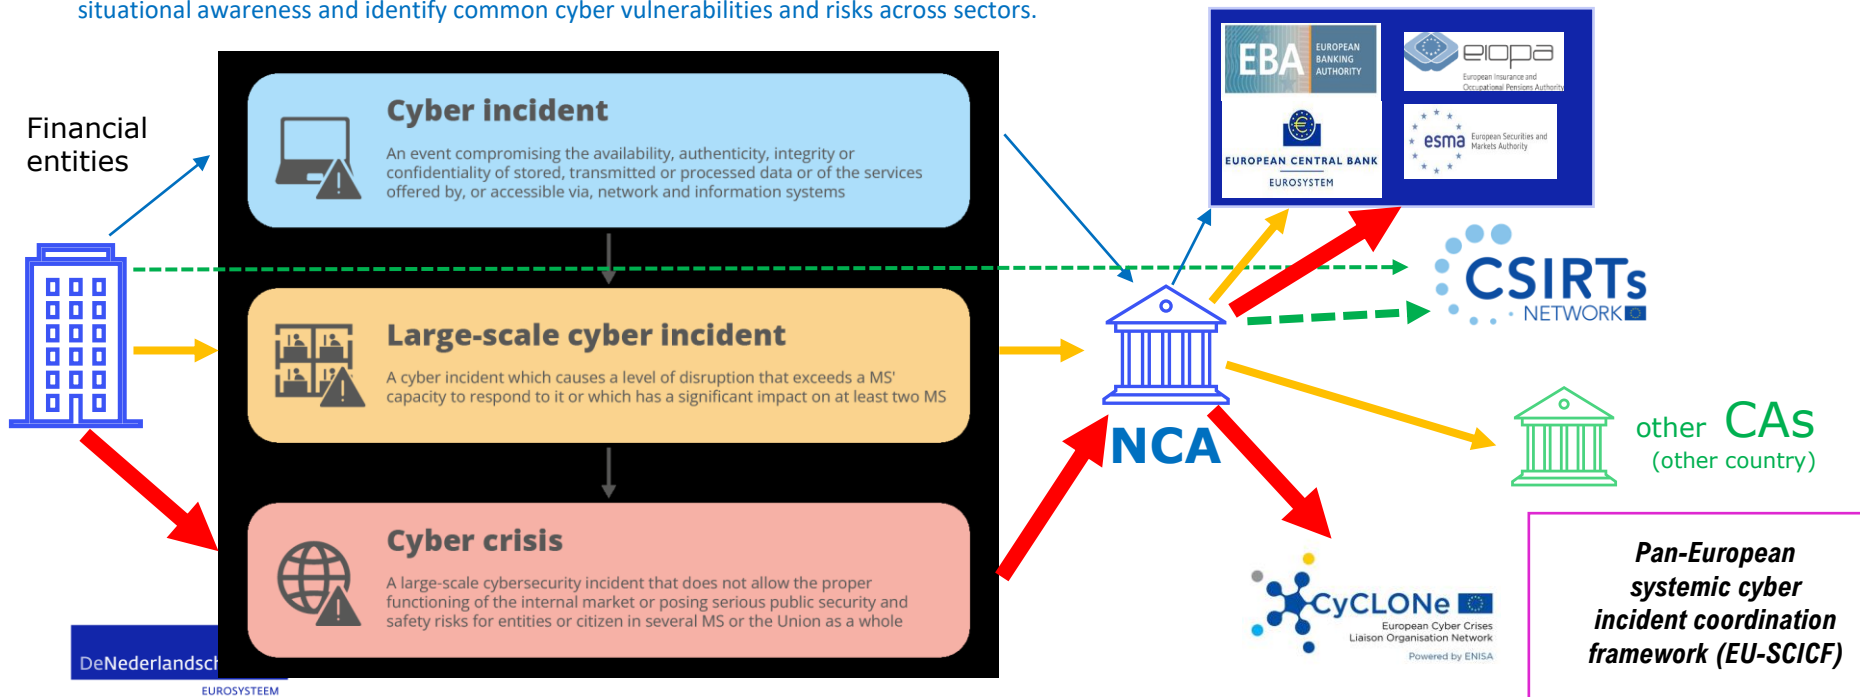 situational awareness and identify common cyber vulnerabilities and risks across sectors.
Financial
entities
Cyber incident
An event compromising the availability, authenticity, integrity or
confidentiality of stored, transmitted or processed data or of the services
offered by, or accessible via, network and information systems
Large-scale cyber incident
A cyber incident which causes a level of disruption that exceeds a MS'
capacity to respond to it or which has a significant impact on at least two MS
Cyber crisis
A large-scale cybersecurity incident that does not allow the proper
functioning of the internal market or posing serious public security and
safety risks for entities or citizen in several MS or the Union as a whole
DeNederlandsch
EUROSYSTEEM
NCA
EBA
EUROPEAN
BANKING
AUTHORITY
eiopa
European Insurance and
Occupational Pensions Authority
EUROPEAN CENTRAL BANK
EUROSYSTEM
esma
European Securities and
Markets Authority
CSIRTs
NETWORK
other CAs
(other country)
CyCLONe
European Cyber Crises
Liaison Organisation Network
Powered by ENISA
Pan-European
systemic cyber
incident coordination
framework (EU-SCICF)